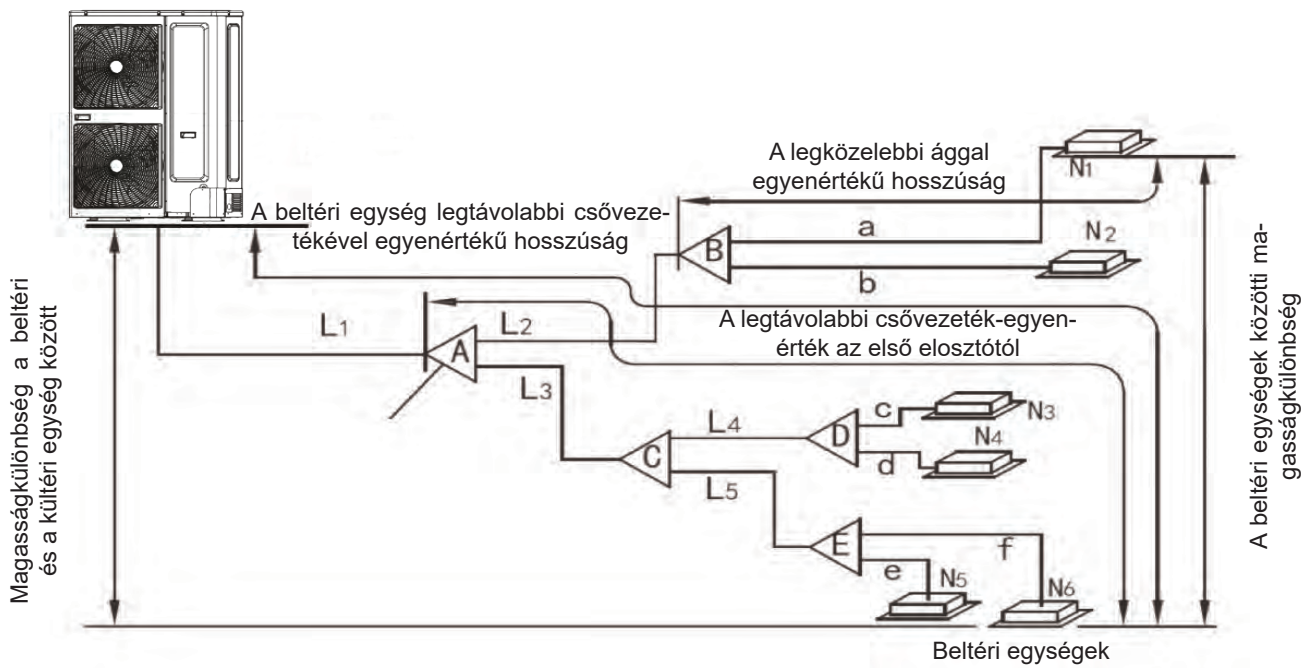 A legközelebbi ággal
egyenértékű hosszúság
N1
A beltéri egység legtávolabbi csőveze-
tékével egyenértékű hosszúság
a
B
N2
b
Magasságkülönbség a beltéri
és a kültéri egység között
A beltéri egységek közötti ma-
gasságkülönbség
L1
L2
A legtávolabbi csővezeték-egyen-
érték az első elosztótól
A
L3
c
N3
L4
D
N4
C
d
L5
E
f
e
N5
N6
Beltéri egységek